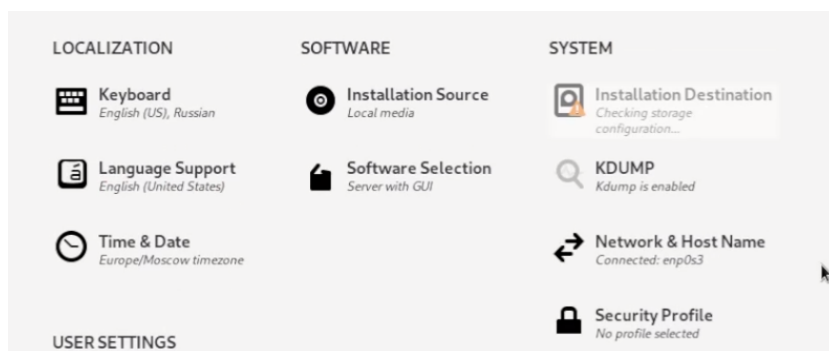 LOCALIZATION
Keyboard
English (US), Russian
Language Support
English (United States)
Time & Date
Europe/Moscow timezone
USER SETTINGS
SOFTWARE
Installation Source
Local media
Software Selection
Server with GUI
SYSTEM
Installation Destination
Checking storage
configuration...
KDUMP
Kdump is enabled
Network & Host Name
Connected: enp0s3
Security Profile
No profile selected